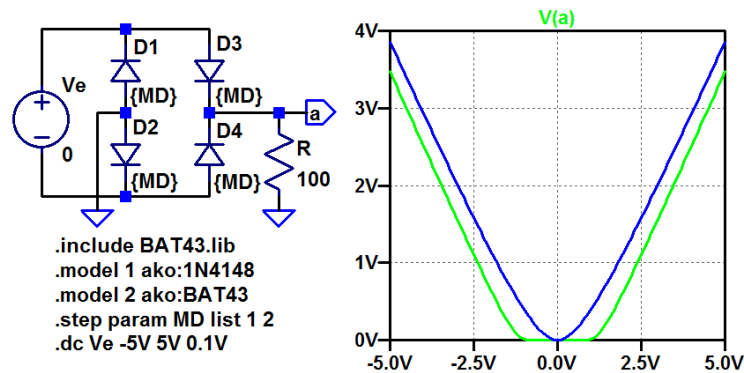 V(a)
D1
D3
Ve
{MD}
{MD}
a
D2
D4
R
0
{MD}
{MD}
100
.include BAT43.lib
.model 1 ako:1N4148
.model 2 ako:BAT43
.step param MD list 1 2
.dc Ve -5V 5V 0.1V
4V
3V
2V
1V
0V
-5.0V -2.5V 0.0V 2.5V 5.0V